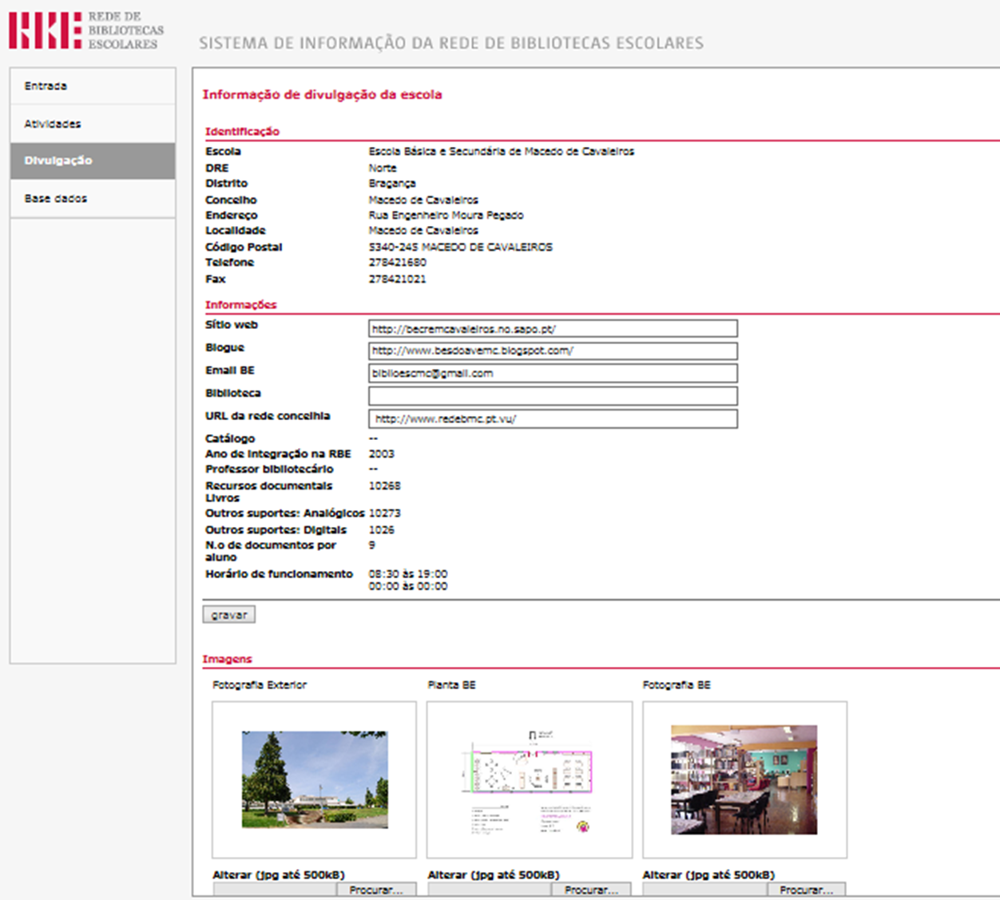 RBE REDE DE
BIBLIOTECAS
ESCOLARES
SISTEMA DE INFORMAÇÃO DA REDE DE BIBLIOTECAS ESCOLARES
Entrada
Atividades
Divulgação
Base dados
Informação de divulgação da escola
Identificação
Escola Escola Básica e Secundária de Macedo de Cavaleiros
DRE Norte
Distrito Bragança
Concelho Macedo de Cavaleiros
Endereço Rua Engenheiro Moura Pegado
Localidade Macedo de Cavaleiros
Código Postal 5340-245 MACEDO DE CAVALEIROS
Telefone 278421680
Fax 278421021
Informações
Sítio web http://becremcavaleiros.no.sapo.pt/
Blogue http://www.besdoavemc.blogspot.com/
Email BE biblioescmc@gmail.com
Biblioteca
URL da rede concelhia http://www.redebmc.pt.vu/
Catálogo --
Ano de integração na RBE 2003
Professor bibliotecário --
Recursos documentais 10268
Livros
Outros suportes: Analógicos 10273
Outros suportes: Digitais 1026
N.o de documentos por 9
aluno
Horário de funcionamento 08:30 às 19:00
00:00 às 00:00
gravar
Imagens
Fotografia Exterior Planta BE Fotografia BE
Alterar (jpg até 500kB) Alterar (jpg até 500kB) Alterar (jpg até 500kB)
Procurar... Procurar... Procurar...